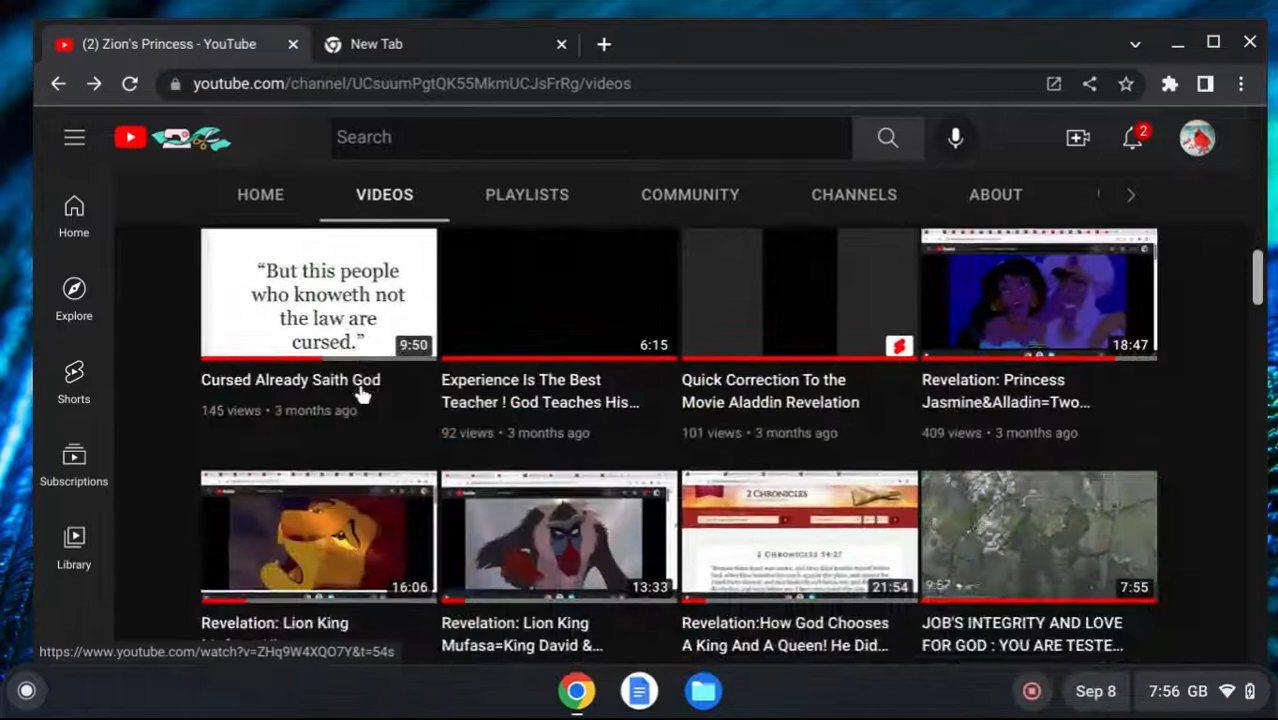 (2) Zion's Princess - YouTube
New Tab
youtube.com/channel/UCsuumPgtQK55MkmUCJsFrRg/videos
Search
2
HOME
VIDEOS
PLAYLISTS
COMMUNITY
CHANNELS
ABOUT
Home
Explore
Shorts
Subscriptions
Library
“But this people
who knoweth not
the law are
cursed.”
9:50
6:15
18:47
Cursed Already Saith God
145 views • 3 months ago
Experience Is The Best
Teacher ! God Teaches His...
92 views • 3 months ago
Quick Correction To the
Movie Aladdin Revelation
101 views • 3 months ago
Revelation: Princess
Jasmine&Alladin=Two...
409 views • 3 months ago
16:06
13:33
2 CHRONICLES
2 CHRONICLES 34:27
21:54
9:57
7:55
Revelation: Lion King
Revelation: Lion King
Mufasa=King David &...
Revelation:How God Chooses
A King And A Queen! He Did...
JOB'S INTEGRITY AND LOVE
FOR GOD : YOU ARE TESTE...
https://www.youtube.com/watch?v=ZHq9W4XQO7Y&t=54s
Sep 8
7:56 GB